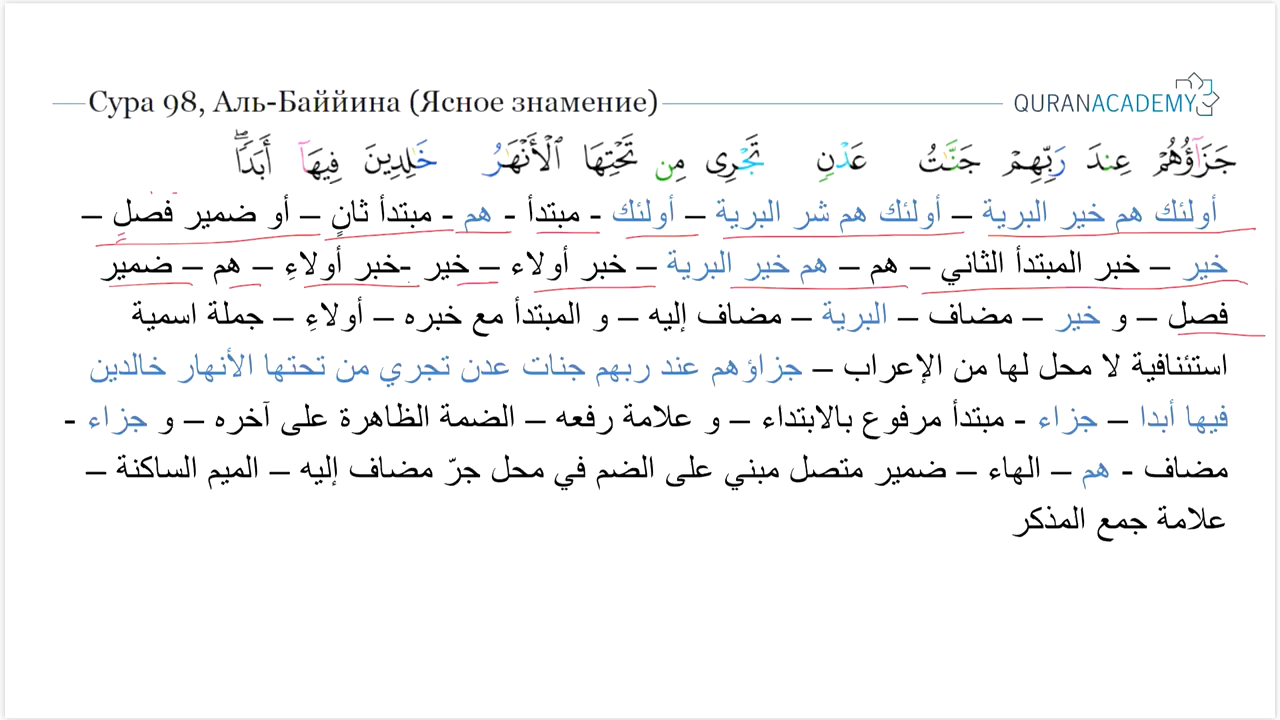 Сура 98, Аль-Баййина (Ясное знамение)
QURANACADEMY
جَزَآؤُهُمْ عِندَ رَبِّهِمْ جَنَّٰتُ عَدْنٍ تَجْرِى مِن تَحْتِهَا ٱلْأَنْهَٰرُ خَٰلِدِينَ فِيهَآ أَبَدًا ۖ
أولئك هم خير البرية – أولئك هم شر البرية – أولئك - مبتدأ - هم - مبتدأ ثانٍ – أو ضمير فصلٍ –
خير – خبر المبتدأ الثاني – هم – هم خير البرية – خبر أولاء – خير -خبر أولاءِ – هم – ضمير
فصل – و خير – مضاف – البرية – مضاف إليه – و المبتدأ مع خبره – أولاءِ – جملة اسمية
استئنافية لا محل لها من الإعراب – جزاؤهم عند ربهم جنات عدن تجري من تحتها الأنهار خالدين
فيها أبدا – جزاء - مبتدأ مرفوع بالابتداء – و علامة رفعه – الضمة الظاهرة على آخره – و جزاء -
مضاف - هم – الهاء – ضمير متصل مبني على الضم في محل جرّ مضاف إليه – الميم الساكنة –
علامة جمع المذكر